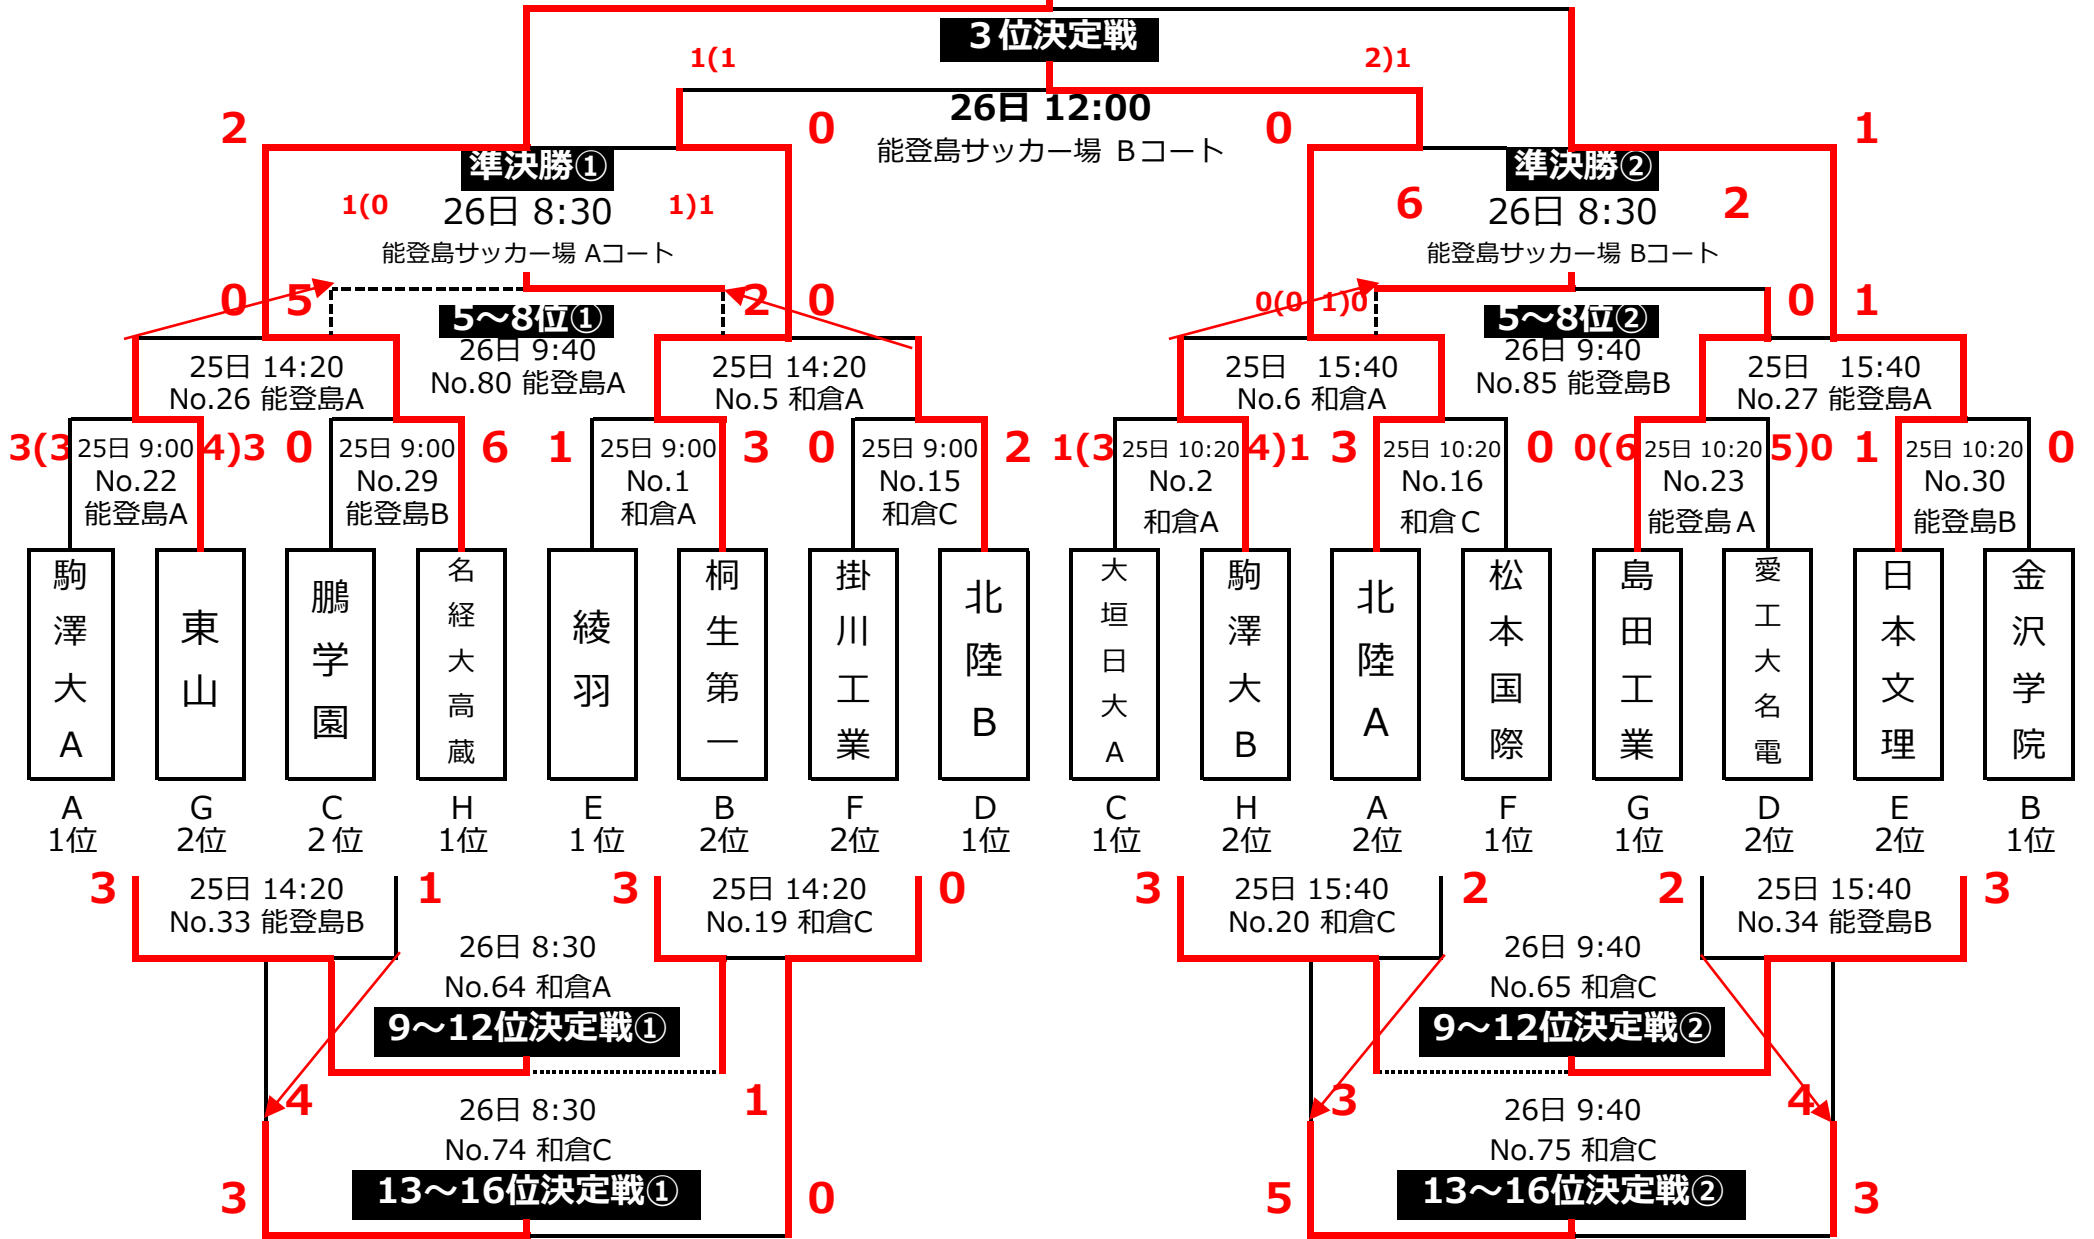 3位決定戦
1(1
2)1
26日 12:00
能登島サッカー場 Bコート
2
0
0
1
準決勝①
準決勝②
1(0
26日 8:30
1)1
6
26日 8:30
2
能登島サッカー場 Aコート
能登島サッカー場 Bコート
0
5
2
0
0(0
1)0
0
1
5～8位①
5～8位②
26日 9:40
26日 9:40
25日 14:20
No.80 能登島A
25日 14:20
25日 15:40
No.85 能登島B
25日 15:40
No.26 能登島A
No.5 和倉A
No.6 和倉A
No.27 能登島A
3(3
25日 9:00
4)3
0
25日 9:00
6
1
25日 9:00
3
0
25日 9:00
2
1(3
25日 10:20
4)1
3
25日 10:20
0
0(6
25日 10:20
5)0
1
25日 10:20
0
No.22
No.29
No.1
No.15
No.2
No.16
No.23
No.30
能登島A
能登島B
和倉A
和倉C
和倉A
和倉C
能登島A
能登島B
駒澤大A
東山
鵬学園
名経大高蔵
綾羽
桐生第一
掛川工業
北陸B
大垣日大A
駒澤大B
北陸A
松本国際
島田工業
愛工大名電
日本文理
金沢学院
A
G
C
H
E
B
F
D
C
H
A
F
G
D
E
B
1位
2位
2位
1位
1位
2位
2位
1位
1位
2位
2位
1位
1位
2位
2位
1位
3
25日 14:20
1
3
25日 14:20
0
3
25日 15:40
2
2
25日 15:40
3
No.33 能登島B
No.19 和倉C
No.20 和倉C
No.34 能登島B
26日 8:30
26日 9:40
No.64 和倉A
No.65 和倉C
9～12位決定戦①
9～12位決定戦②
4
26日 8:30
1
3
26日 9:40
4
No.74 和倉C
No.75 和倉C
3
13～16位決定戦①
0
5
13～16位決定戦②
3